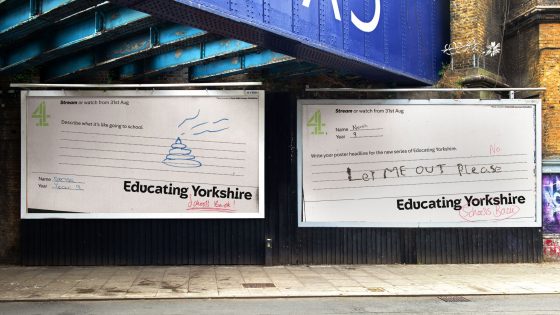 4
Stream or watch from 31st Aug
Describe what it's like going to school.
Name
Year
Educating Yorkshire
School's Back!
4
Stream or watch from 31st Aug
Name
Year 9
No
Write your poster headline for the new series of Educating Yorkshire.
LeT ME OUT Please
Educating Yorkshire
School's Back!